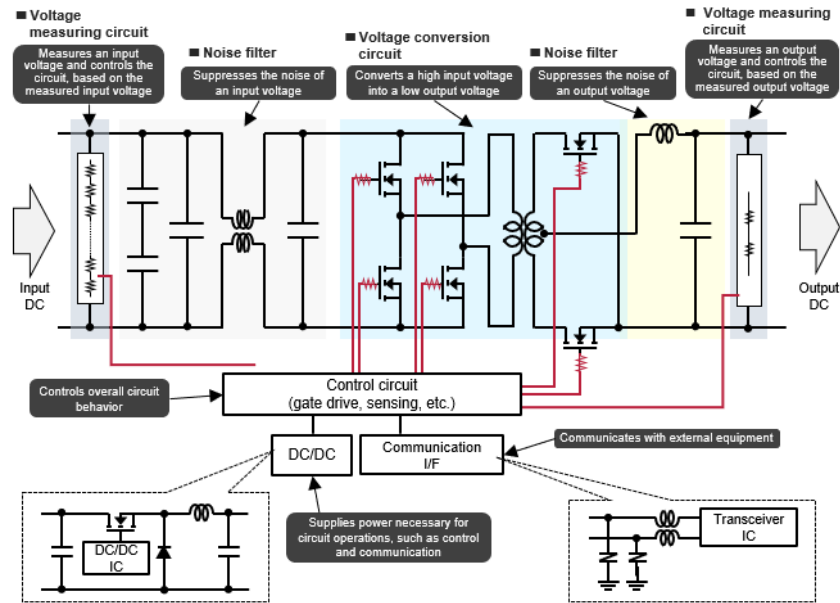 ■ Voltage
measuring circuit
Measures an input
voltage and controls the
circuit, based on the
measured input voltage
■ Noise filter
Suppresses the noise of
an input voltage
■ Voltage conversion
circuit
Converts a high input voltage
into a low output voltage
■ Noise filter
Suppresses the noise of
an output voltage
■ Voltage measuring
circuit
Measures an output
voltage and controls the
circuit, based on the
measured output voltage
Input
DC
Output
DC
Controls overall circuit
behavior
Control circuit
(gate drive, sensing, etc.)
DC/DC
Communication
I/F
Communicates with external equipment
Supplies power necessary for
circuit operations, such as control
and communication
DC/DC
IC
Transceiver
IC